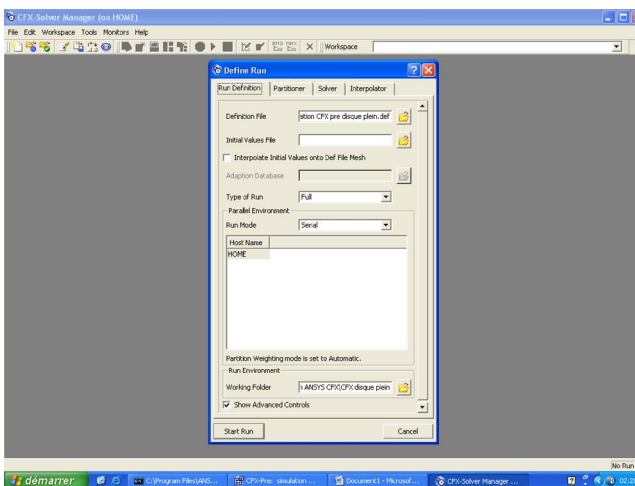 CFX-Solver Manager (on HOME)
File Edit Workspace Tools Monitors Help
Workspace
Define Run
Run Definition Partitioner Solver Interpolator
Definition File ation CFX pre disque plein.def
Initial Values File
Interpolate Initial Values onto Def File Mesh
Adaption Database
Type of Run Full
Parallel Environment
Run Mode Serial
Host Name
HOME
Partition Weighting mode is set to Automatic.
Run Environment
Working Folder ANSYS CFX\CFX disque plein
Show Advanced Controls
Start Run Cancel
No Run
démarrer C:\Program Files\ANS... CFX-Pre: simulation ... Document1 - Microsof... CFX-Solver Manager ... 02:2